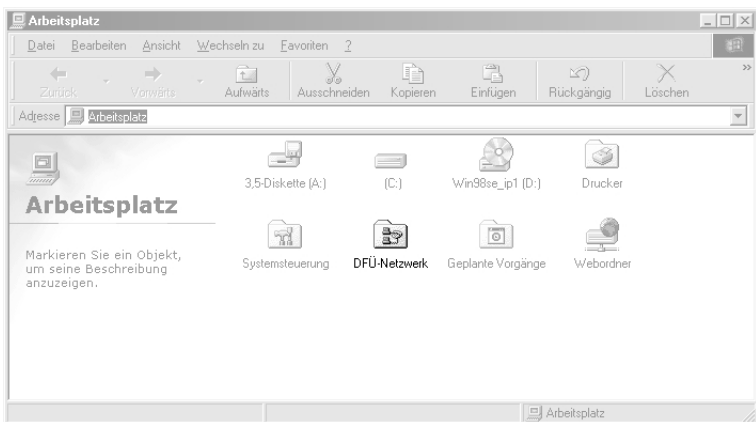 Arbeitsplatz
Datei Bearbeiten Ansicht Wechseln zu Favoriten ?
Zurück Vorwärts Aufwärts Ausschneiden Kopieren Einfügen Rückgängig Löschen »
Adresse Arbeitsplatz
3,5-Diskette (A:) (C:) Win98se_ip1 (D:) Drucker
Arbeitsplatz
Systemsteuerung DFÜ-Netzwerk Geplante Vorgänge Webordner
Markieren Sie ein Objekt,
um seine Beschreibung
anzuzeigen.
Arbeitsplatz